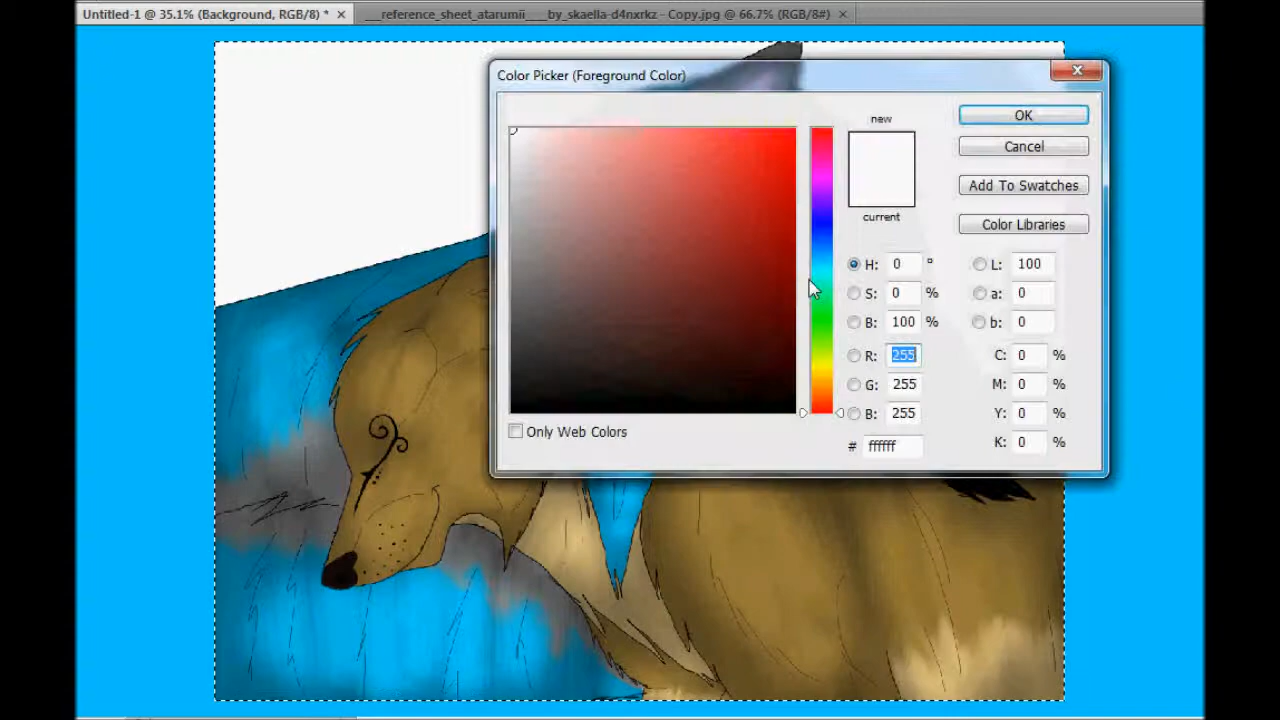 Untitled-1 @ 35.1% (Background, RGB/8) * ×
__reference_sheet_atarumii___by_skaella-d4nxrkz - Copy.jpg @ 66.7% (RGB/8#) ×
Color Picker (Foreground Color)
new
current
OK
Cancel
Add To Swatches
Color Libraries
H: 0 °
S: 0 %
B: 100 %
R: 255
G: 255
B: 255
# ffffff
L: 100
a: 0
b: 0
C: 0 %
M: 0 %
Y: 0 %
K: 0 %
Only Web Colors